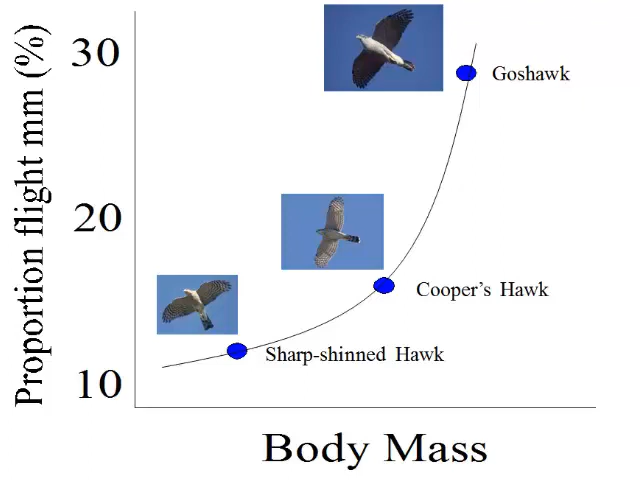 Proportion flight mm (%)
30
20
10
Goshawk
Cooper's Hawk
Sharp-shinned Hawk
Body Mass